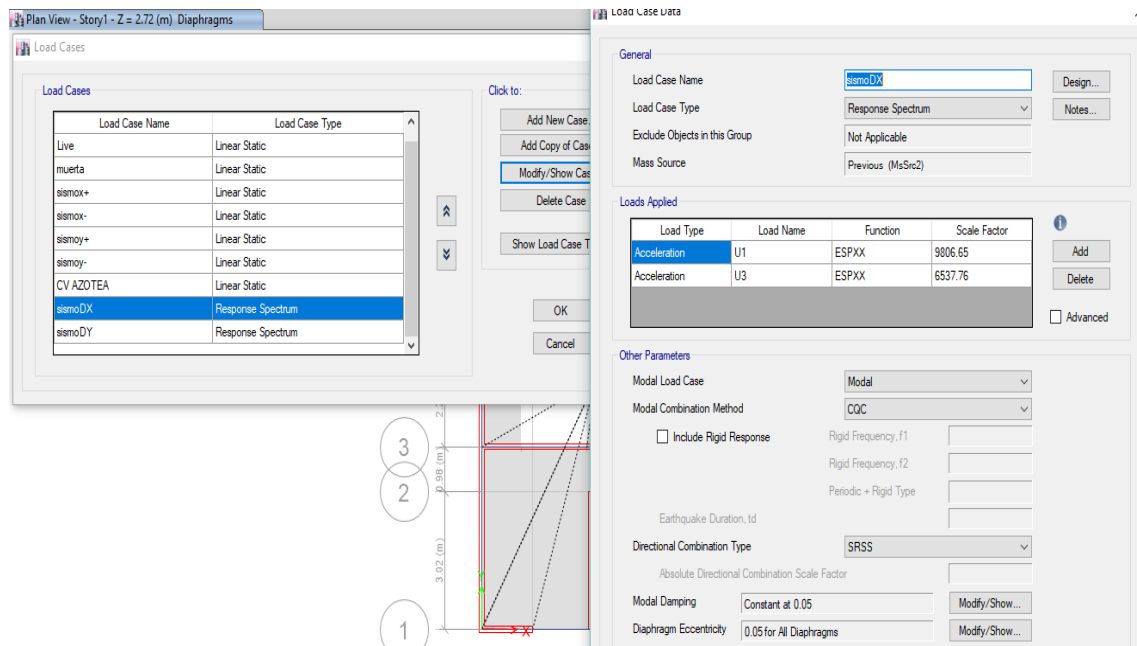 Plan View - Story1 - Z = 2.72 (m) Diaphragms
Load Cases
Load Cases
Load Case Name Load Case Type
Live Linear Static
muerta Linear Static
sismox+ Linear Static
sismox- Linear Static
sismoy+ Linear Static
sismoy- Linear Static
CV AZOTEA Linear Static
sismoDX Response Spectrum
sismoDY Response Spectrum
Click to:
Add New Case.
Add Copy of Cas
Modify/Show Cas
Delete Case
Show Load Case T
OK
Cancel
3
0.98 (m)
2
3.02 (m)
1
X
Load Case Data
General
Load Case Name sismoDX Design...
Load Case Type Response Spectrum Notes...
Exclude Objects in this Group Not Applicable
Mass Source Previous (MsSrc2)
Loads Applied
Load Type Load Name Function Scale Factor
Acceleration U1 ESPXX 9806.65 Add
Acceleration U3 ESPXX 6537.76 Delete
Advanced
Other Parameters
Modal Load Case Modal
Modal Combination Method CQC
Include Rigid Response Rigid Frequency, f1
Rigid Frequency, f2
Periodic + Rigid Type
Earthquake Duration, td
Directional Combination Type SRSS
Absolute Directional Combination Scale Factor
Modal Damping Constant at 0.05 Modify/Show...
Diaphragm Eccentricity 0.05 for All Diaphragms Modify/Show...